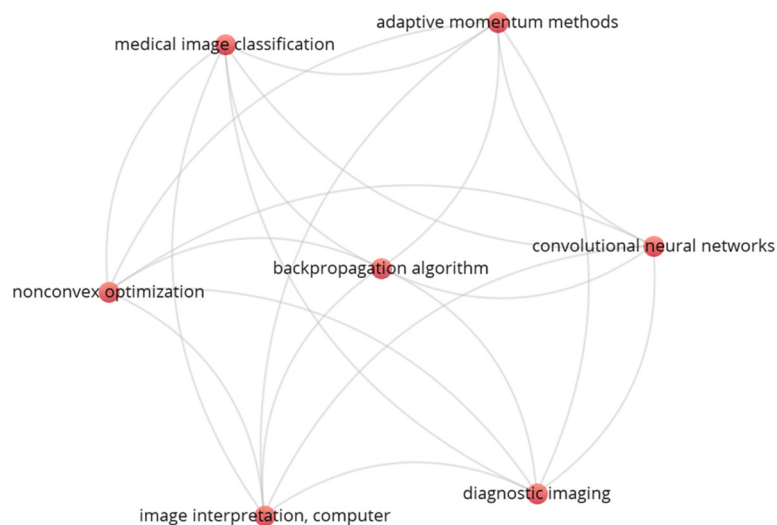 adaptive momentum methods
medical image classification
convolutional neural networks
backpropagation algorithm
nonconvex optimization
diagnostic imaging
image interpretation, computer